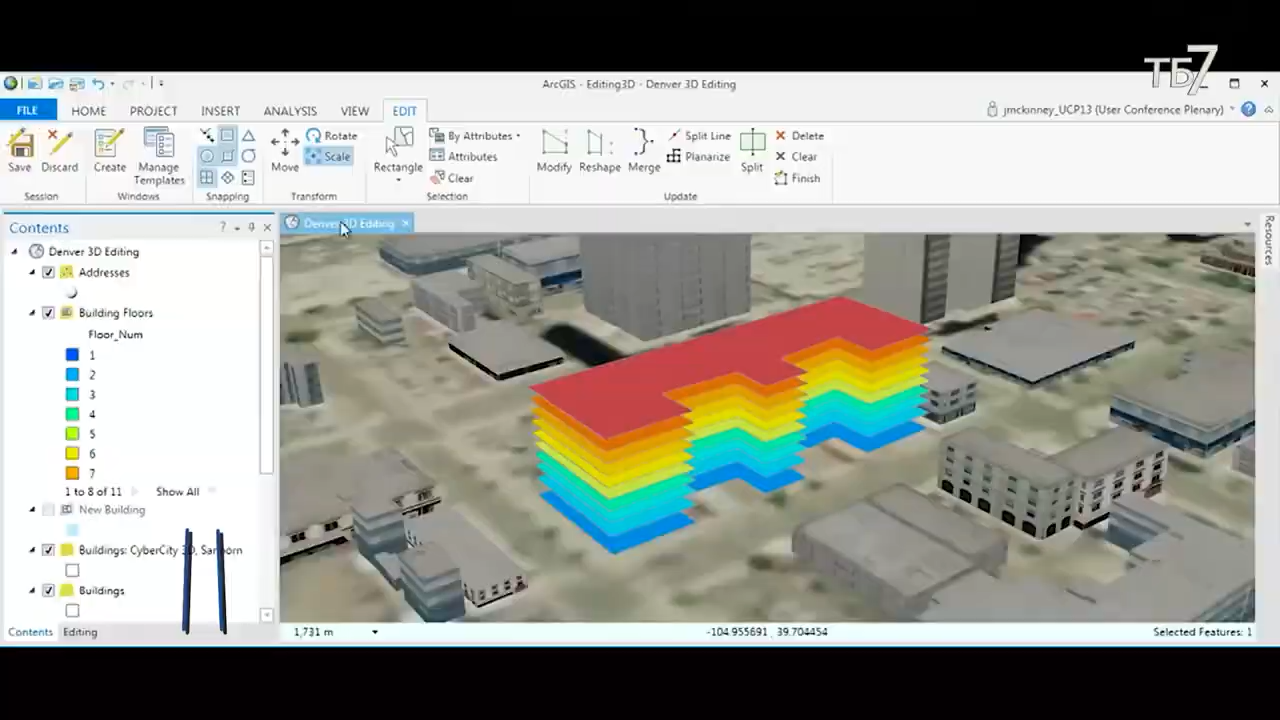 ТБ7
ArcGIS - Editing3D - Denver 3D Editing
FILE HOME PROJECT INSERT ANALYSIS VIEW EDIT
jmckinney_UCP13 (User Conference Plenary)
Save Discard Create Manage Templates Move Rotate Scale Rectangle By Attributes Attributes Clear Modify Reshape Merge Split Line Planarize Split Delete Clear Finish
Session Windows Snapping Transform Selection Update
Contents
Denver 3D Editing
Resources
Denver 3D Editing
Addresses
Building Floors
Floor_Num
1
2
3
4
5
6
7
1 to 8 of 11 Show All
New Building
Buildings: CyberCity 3D, Sanborn
Buildings
Contents Editing
1,731 m
-104.955691 , 39.704454
Selected Features: 1